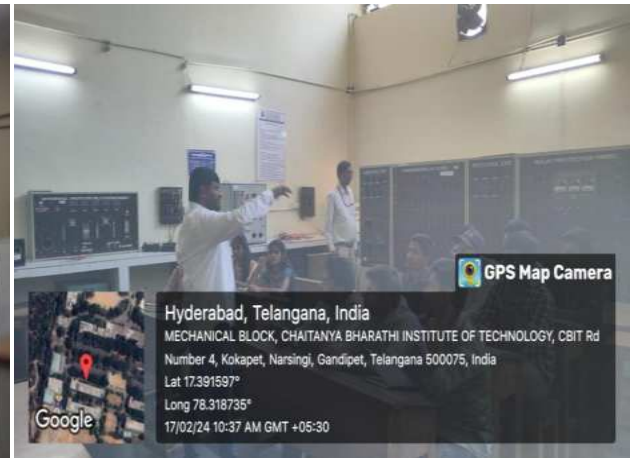 GPS Map Camera
Hyderabad, Telangana, India
MECHANICAL BLOCK, CHAITANYA BHARATHI INSTITUTE OF TECHNOLOGY, CBIT Rd
Number 4, Kokapet, Narsingi, Gandipet, Telangana 500075, India
Lat 17.391597°
Long 78.318735°
17/02/24 10:37 AM GMT +05:30
Google